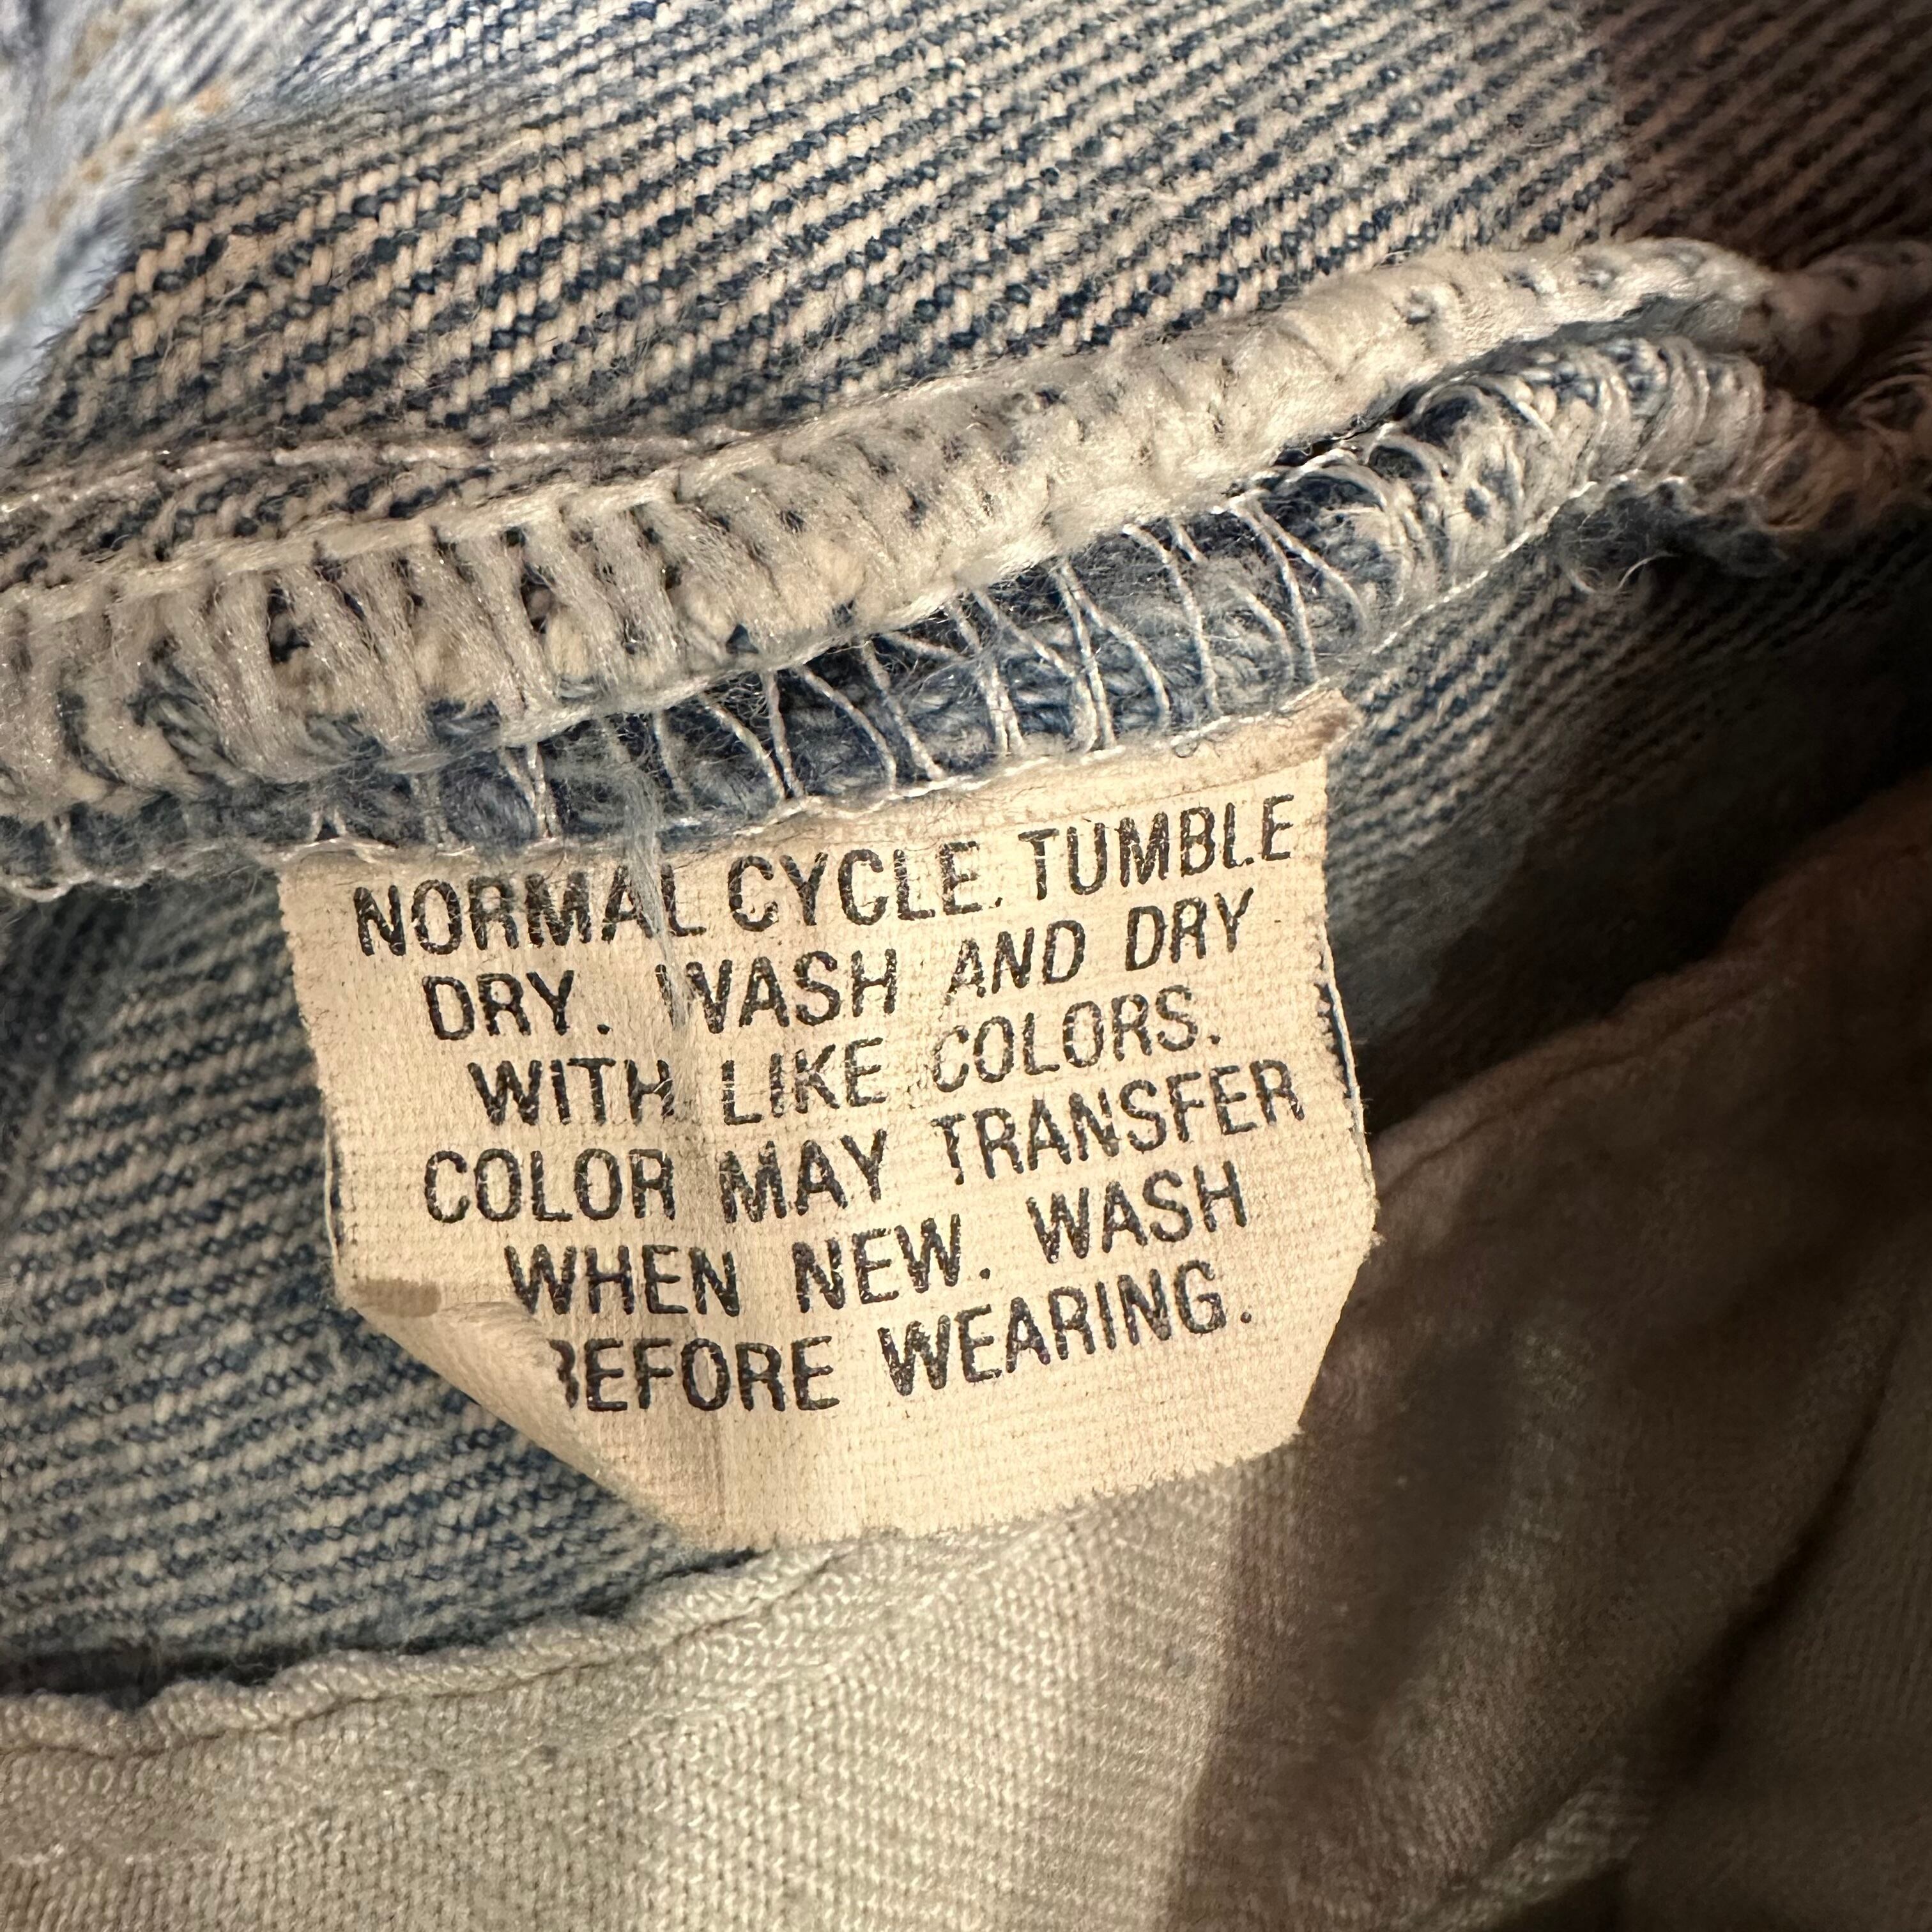 NORMAL CYCLE. TUMBLE
DRY. WASH AND DRY
WITH LIKE COLORS.
COLOR MAY TRANSFER
WHEN NEW. WASH
BEFORE WEARING.